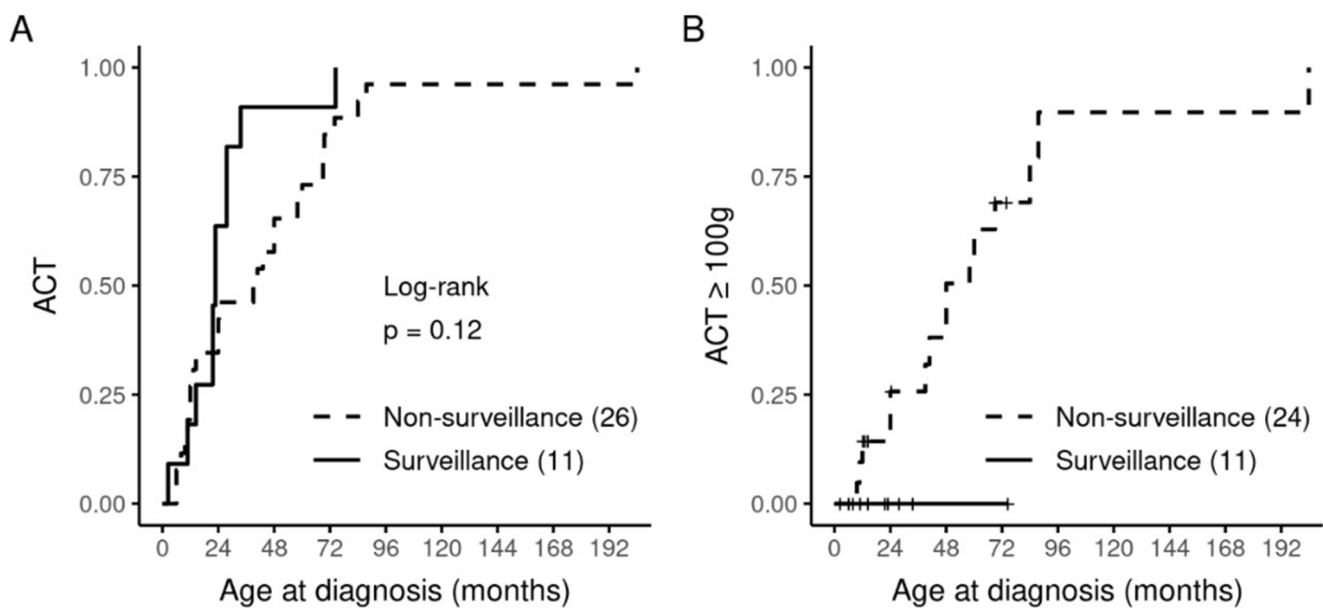 A
ACT
1.00
0.75
0.50
0.25
0.00
Log-rank
p = 0.12
Non-surveillance (26)
Surveillance (11)
0 24 48 72 96 120 144 168 192
Age at diagnosis (months)
B
ACT ≥ 100g
1.00
0.75
0.50
0.25
0.00
Non-surveillance (24)
Surveillance (11)
0 24 48 72 96 120 144 168 192
Age at diagnosis (months)